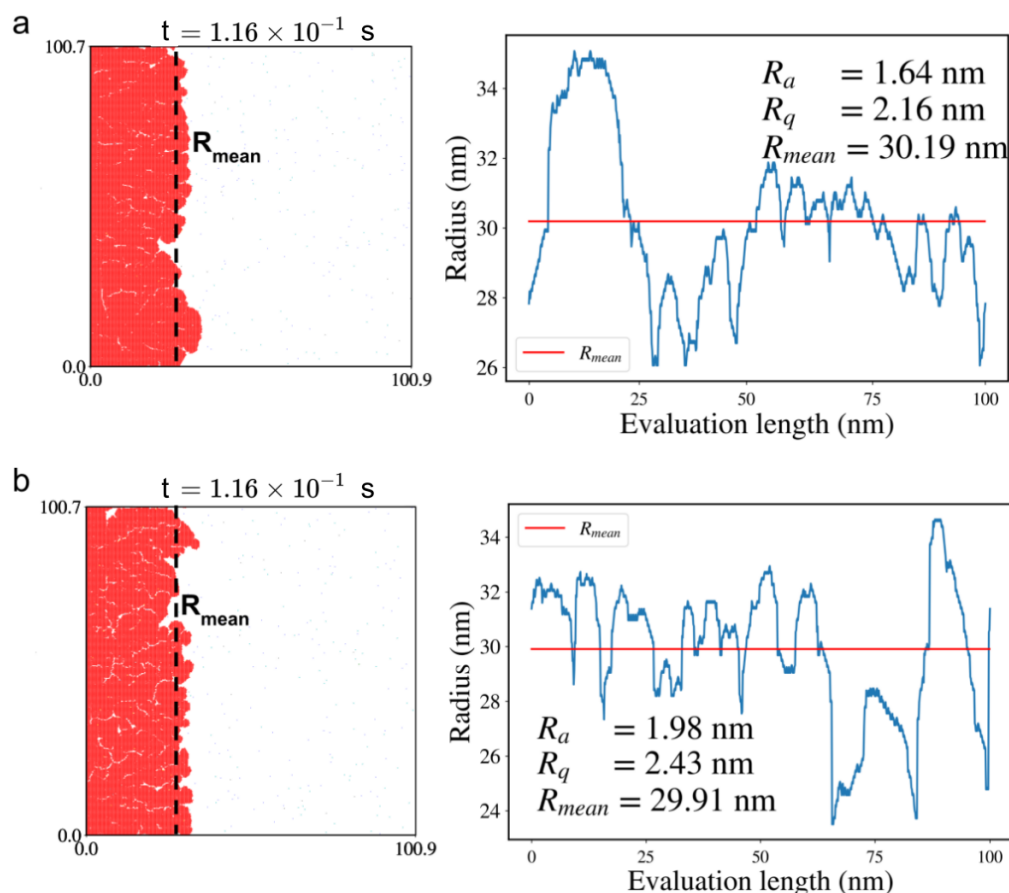 a
t = 1.16 × 10⁻¹ s
100.7
R_mean
0.0
0.0
100.9
R_a = 1.64 nm
R_q = 2.16 nm
R_mean = 30.19 nm
Radius (nm)
34
32
30
28
26
R_mean
0
25
50
75
100
Evaluation length (nm)
b
t = 1.16 × 10⁻¹ s
100.7
R_mean
0.0
0.0
100.9
R_mean
Radius (nm)
34
32
30
28
26
24
R_a = 1.98 nm
R_q = 2.43 nm
R_mean = 29.91 nm
0
25
50
75
100
Evaluation length (nm)